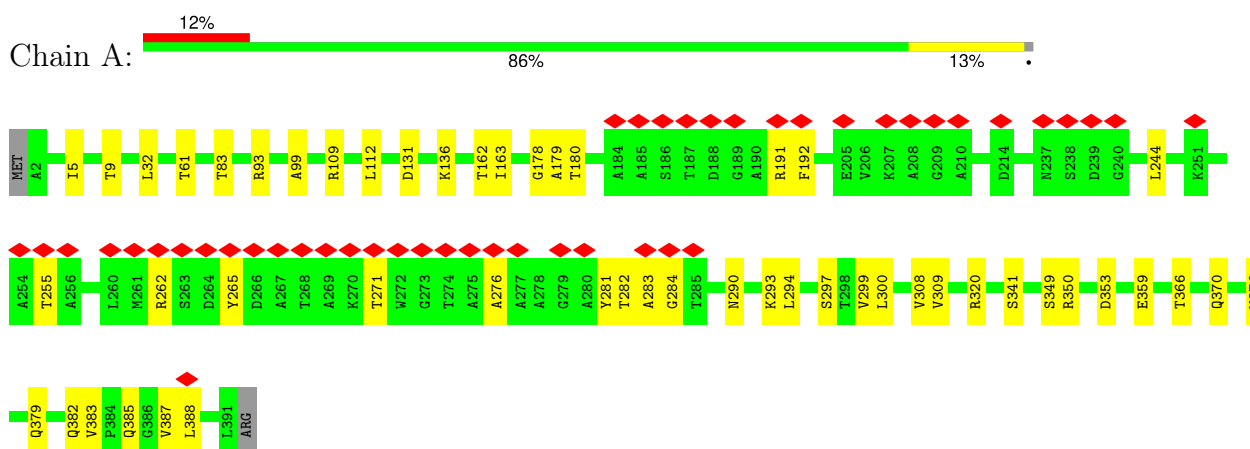 12%
Chain A:
86% 13% •
MET A2 I5 T9 L32 T61 T83 R93 A99 R109 L112 D131 K136 T162 I163 G178 A179 T180 A184 A185 S186 T187 D188 G189 A190 R191 F192 E205 V206 K207 A208 G209 A210 D214 N237 S238 D239 G240 L244 K251
A254 T255 A256 L260 M261 R262 S263 D264 Y265 D266 A267 T268 A269 K270 T271 W272 G273 T274 A275 A276 A277 A278 G279 A280 Y281 T282 A283 G284 T285 N290 K293 L294 S297 T298 V299 L300 V308 V309 R320 S341 S349 R350 D353 E359 T366 Q370
Q379 Q382 V383 P384 Q385 G386 V387 L388 L391 ARG